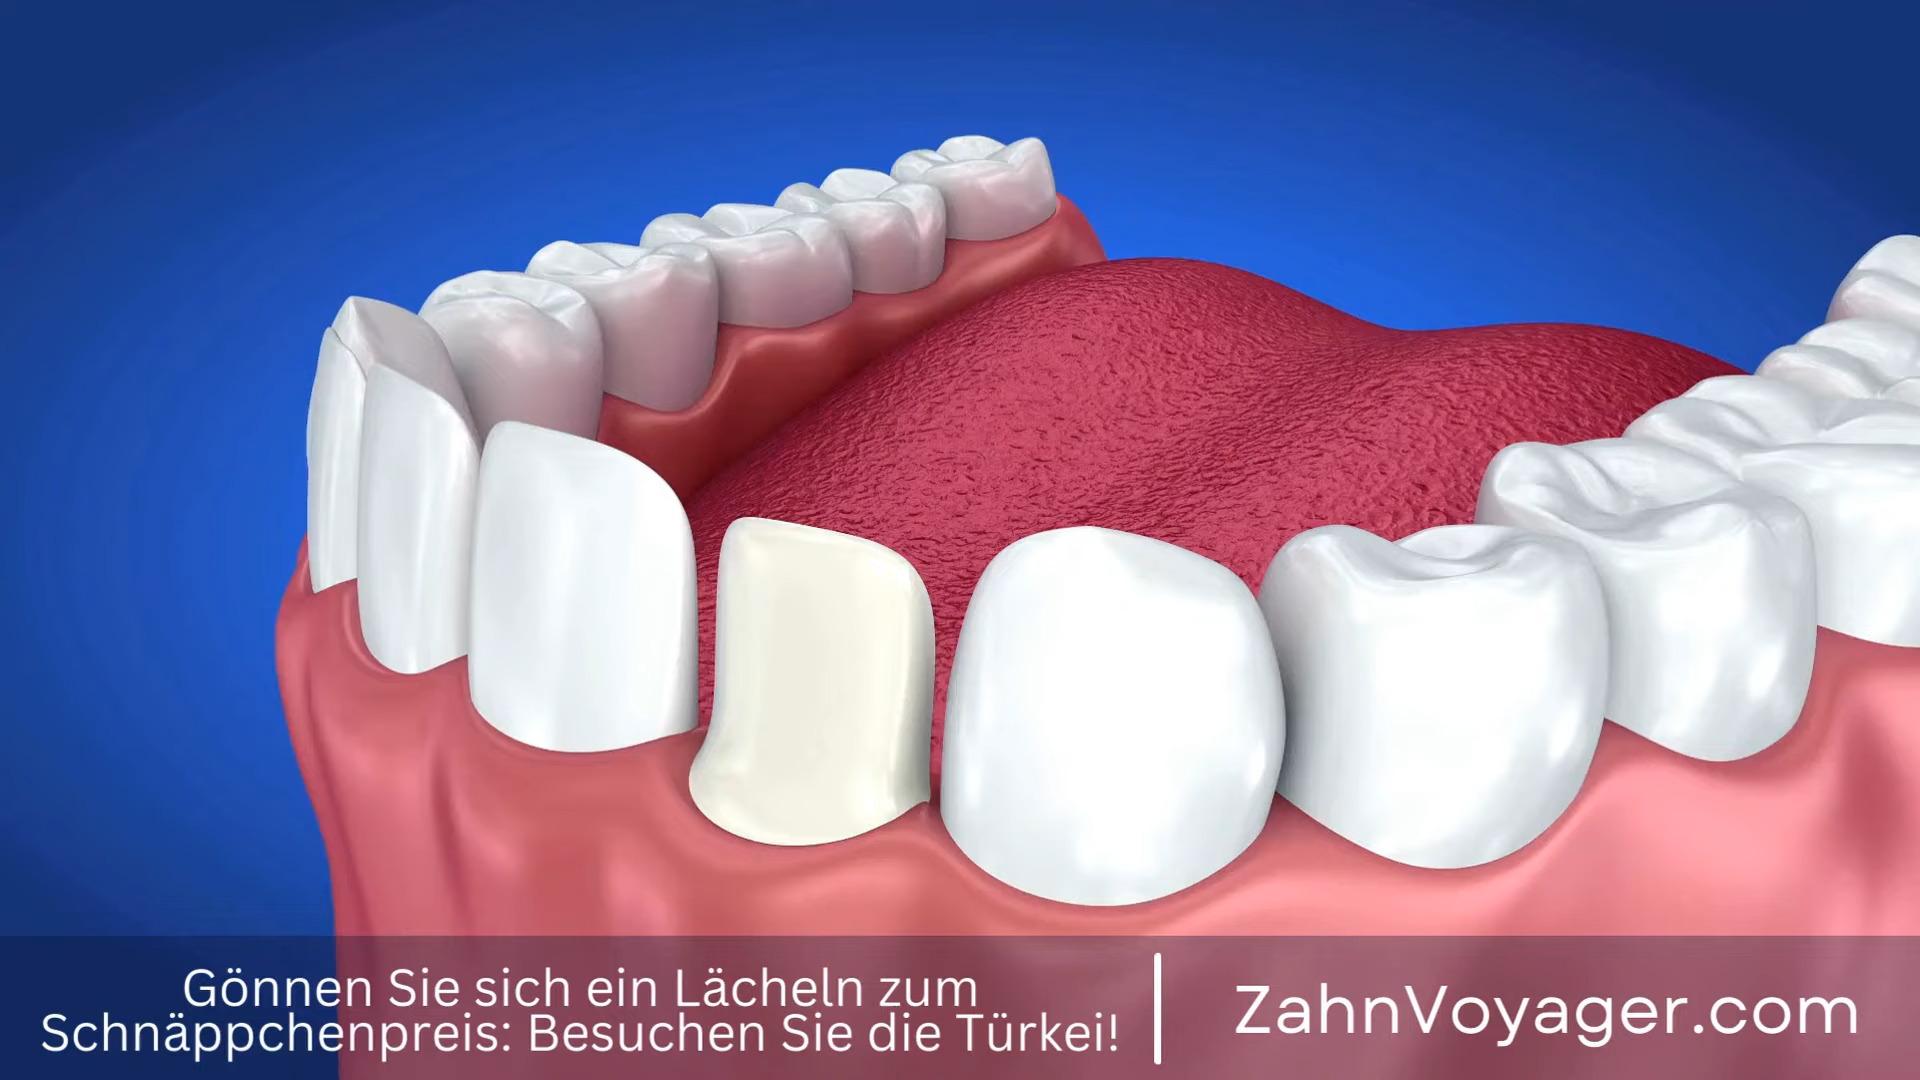 Gönnen Sie sich ein Lächeln zum
Schnäppchenpreis: Besuchen Sie die Türkei!
ZahnVoyager.com